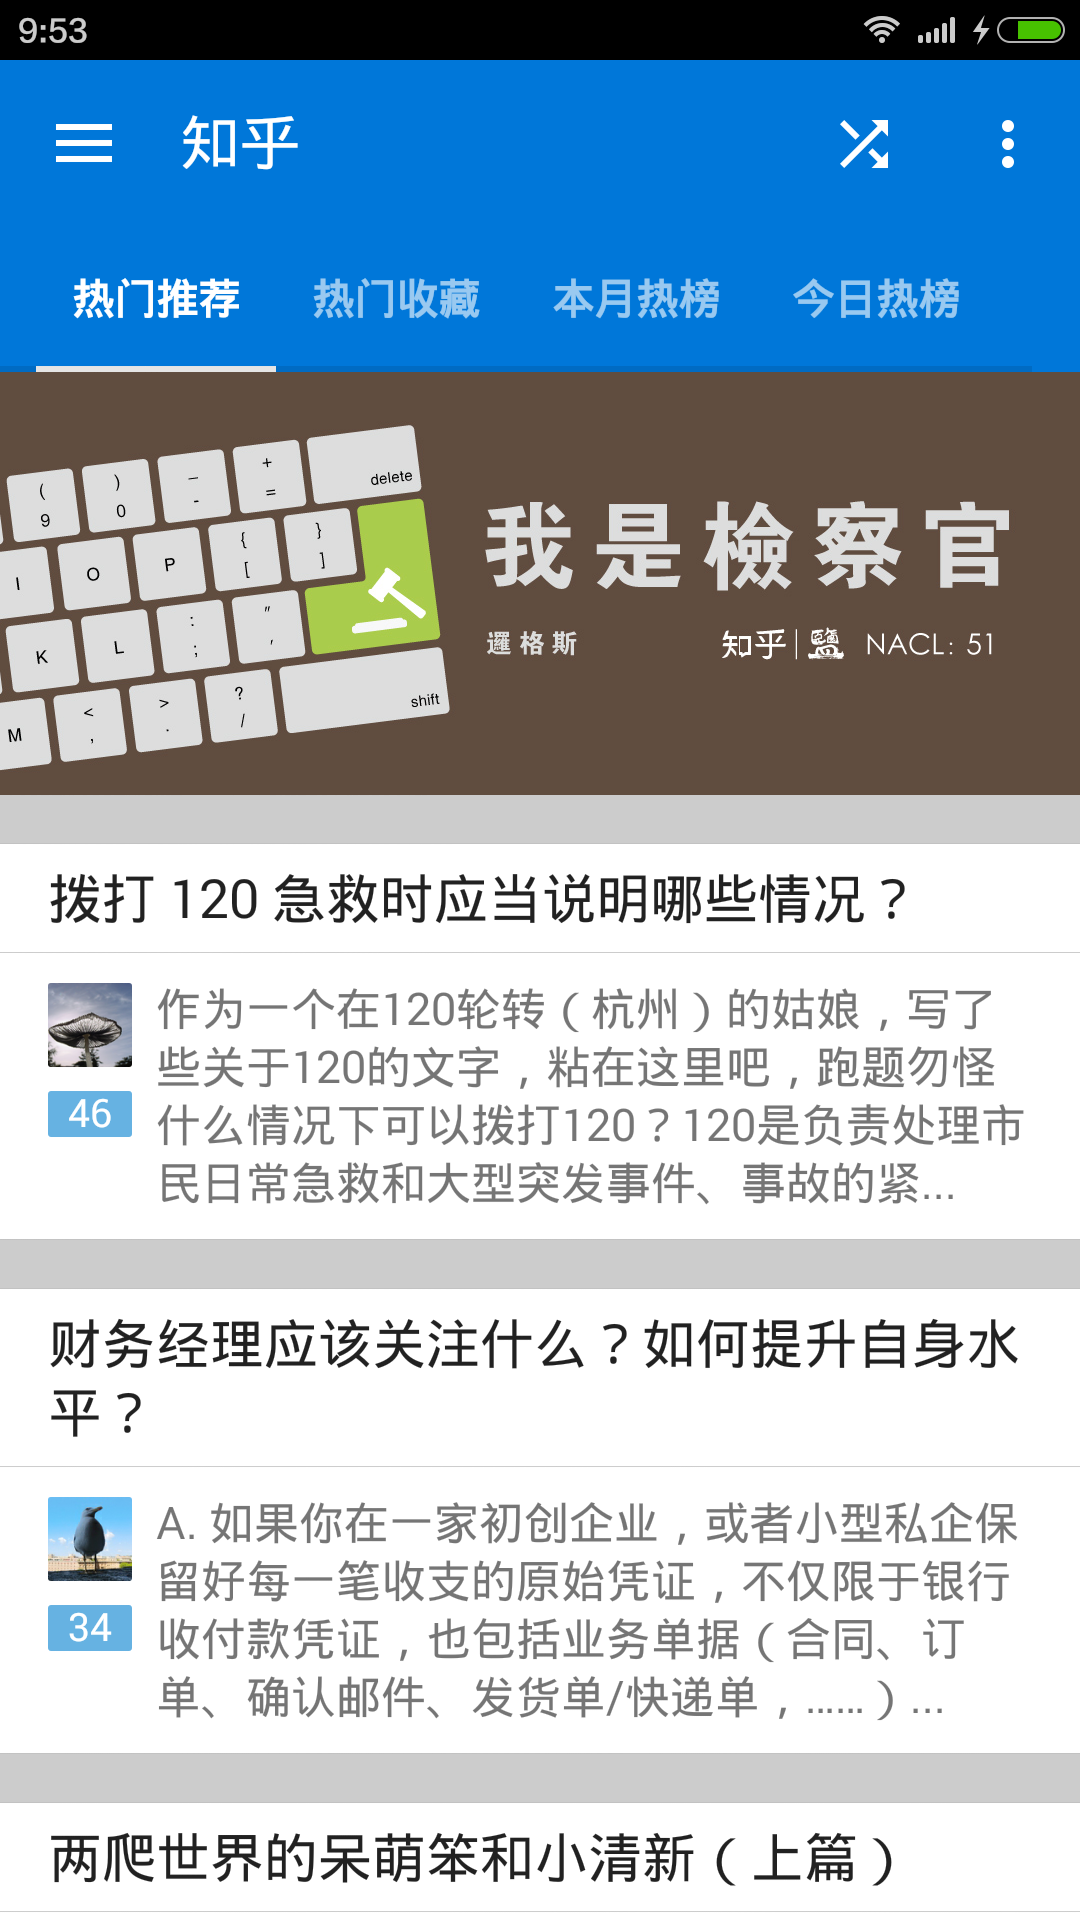 9:53
知乎
热门推荐 热门收藏 本月热榜 今日热榜
( 9 ) 0 _ - + = delete
I O P { [ } ]
K L : ; " ,
M < , > . ? / shift
我是檢察官
邏格斯 知乎 鹽 NACL: 51
拨打 120 急救时应当说明哪些情况？
作为一个在120轮转（杭州）的姑娘，写了
些关于120的文字，粘在这里吧，跑题勿怪
什么情况下可以拨打120？120是负责处理市
民日常急救和大型突发事件、事故的紧...
46
财务经理应该关注什么？如何提升自身水
平？
A. 如果你在一家初创企业，或者小型私企保
留好每一笔收支的原始凭证，不仅限于银行
收付款凭证，也包括业务单据（合同、订
单、确认邮件、发货单/快递单，……）...
34
两爬世界的呆萌笨和小清新（上篇）